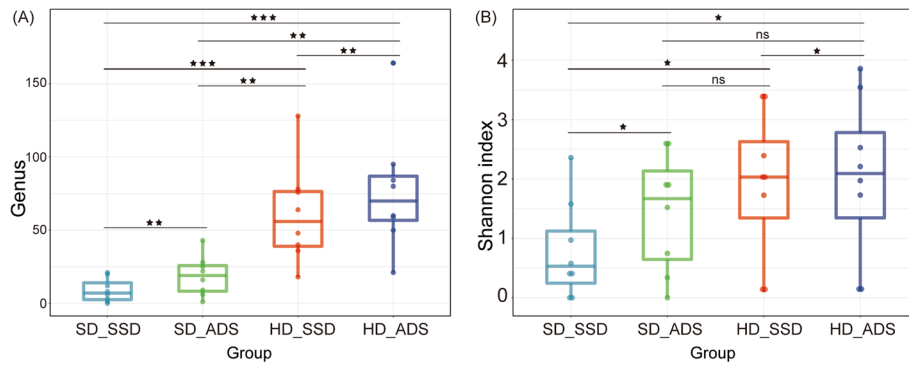 (A)
★★★
★★
★★★ ★★
★★
★★
Genus
150
100
50
0
SD_SSD SD_ADS HD_SSD HD_ADS
Group
(B)
★
ns
★ ★
ns
★
Shannon index
4
3
2
1
0
SD_SSD SD_ADS HD_SSD HD_ADS
Group